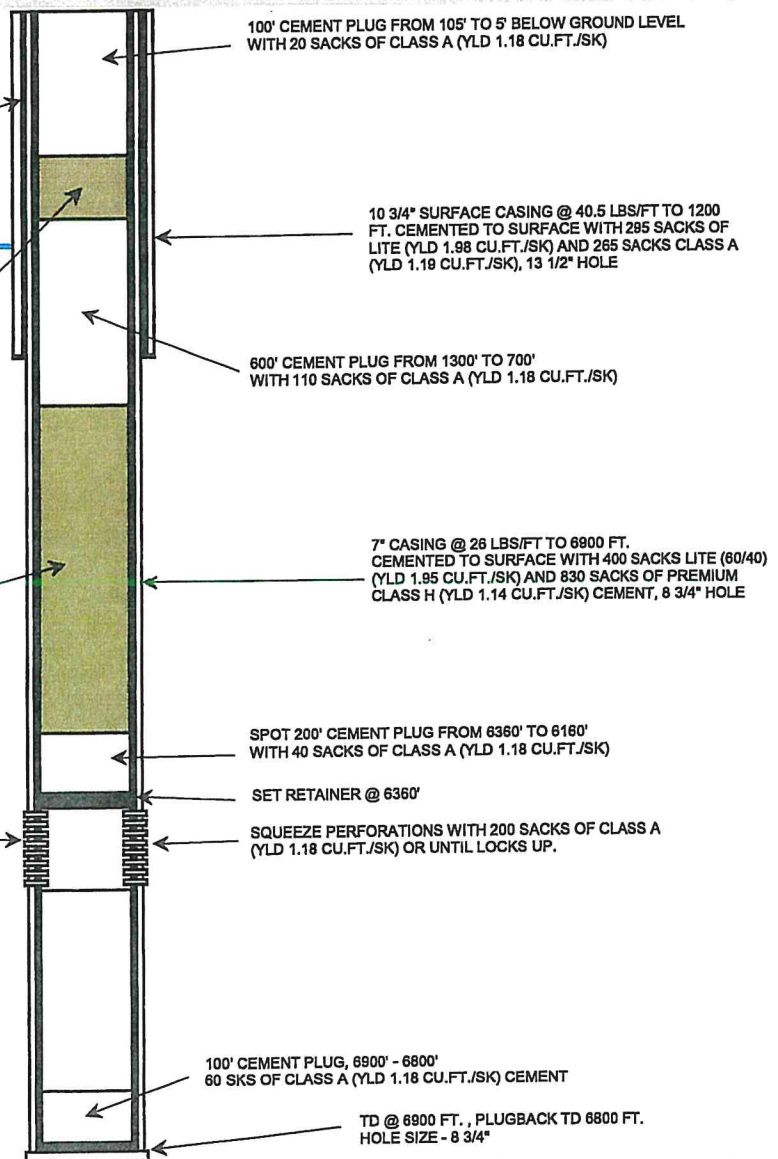 100' CEMENT PLUG FROM 105' TO 5' BELOW GROUND LEVEL
WITH 20 SACKS OF CLASS A (YLD 1.18 CU.FT./SK)
10 3/4" SURFACE CASING @ 40.5 LBS/FT TO 1200
FT. CEMENTED TO SURFACE WITH 285 SACKS OF
LITE (YLD 1.98 CU.FT./SK) AND 265 SACKS CLASS A
(YLD 1.19 CU.FT./SK), 13 1/2" HOLE
600' CEMENT PLUG FROM 1300' TO 700'
WITH 110 SACKS OF CLASS A (YLD 1.18 CU.FT./SK)
7" CASING @ 26 LBS/FT TO 6900 FT.
CEMENTED TO SURFACE WITH 400 SACKS LITE (60/40)
(YLD 1.95 CU.FT./SK) AND 830 SACKS OF PREMIUM
CLASS H (YLD 1.14 CU.FT./SK) CEMENT, 8 3/4" HOLE
SPOT 200' CEMENT PLUG FROM 6360' TO 6160'
WITH 40 SACKS OF CLASS A (YLD 1.18 CU.FT./SK)
SET RETAINER @ 6360'
SQUEEZE PERFORATIONS WITH 200 SACKS OF CLASS A
(YLD 1.18 CU.FT./SK) OR UNTIL LOCKS UP.
100' CEMENT PLUG, 6900' - 6800'
60 SKS OF CLASS A (YLD 1.18 CU.FT./SK) CEMENT
TD @ 6900 FT. , PLUGBACK TD 6800 FT.
HOLE SIZE - 8 3/4"